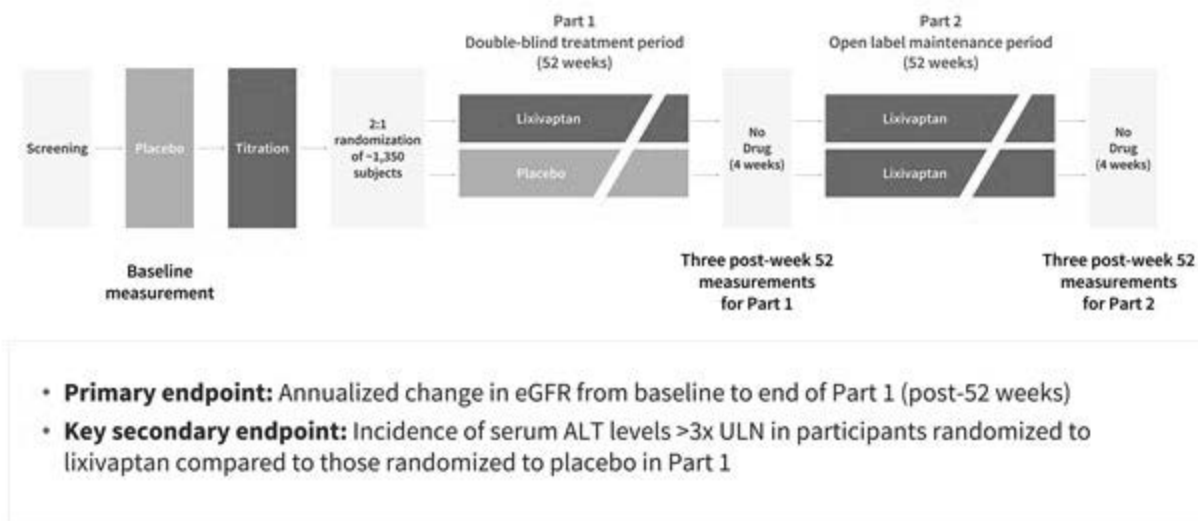 Part 1
Double-blind treatment period
(52 weeks)
Part 2
Open label maintenance period
(52 weeks)
Screening
Placebo
Titration
2:1
randomization
of ~1,350
subjects
Lixivaptan
Placebo
No
Drug
(4 weeks)
Lixivaptan
Lixivaptan
No
Drug
(4 weeks)
Baseline
measurement
Three post-week 52
measurements
for Part 1
Three post-week 52
measurements
for Part 2
• Primary endpoint: Annualized change in eGFR from baseline to end of Part 1 (post-52 weeks)
• Key secondary endpoint: Incidence of serum ALT levels >3x ULN in participants randomized to
lixivaptan compared to those randomized to placebo in Part 1